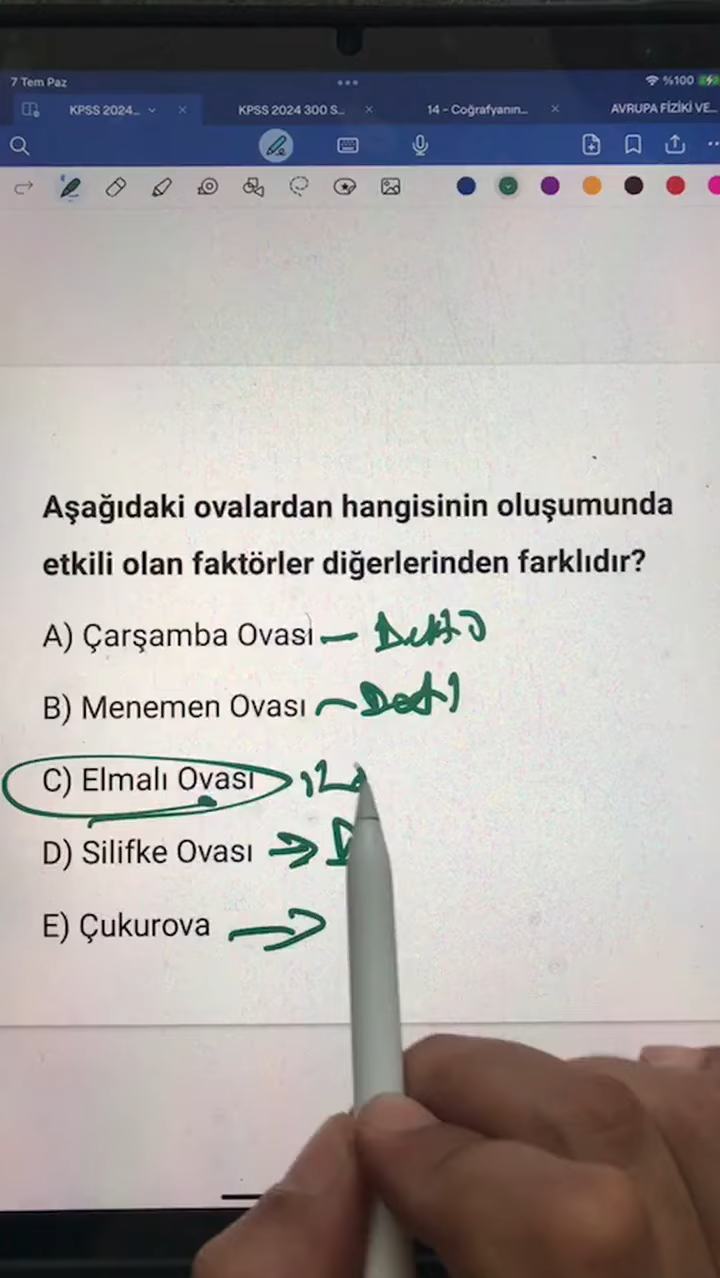 7 Tem Paz
%100
KPSS 2024...
KPSS 2024 300 S...
14 - Coğrafyanın...
AVRUPA FİZİKİ VE...
Aşağıdaki ovalardan hangisinin oluşumunda
etkili olan faktörler diğerlerinden farklıdır?
A) Çarşamba Ovası
B) Menemen Ovası
C) Elmalı Ovası
D) Silifke Ovası
E) Çukurova